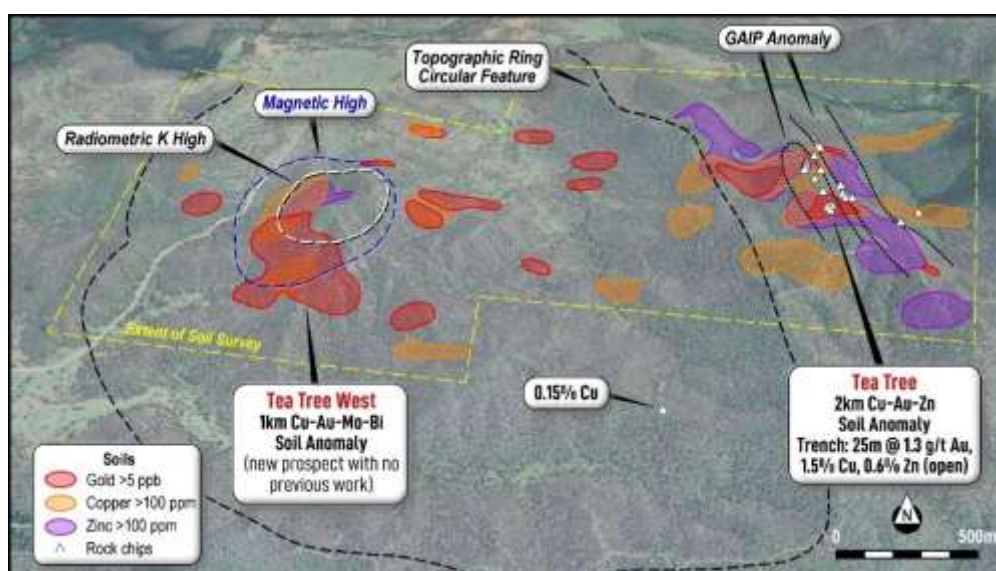 GAIP Anomaly
Topographic Ring
Circular Feature
Magnetic High
Radiometric K High
Extent of Soil Survey
0.15% Cu
Tea Tree West
1km Cu-Au-Mo-Bi
Soil Anomaly
(new prospect with no
previous work)
Tea Tree
2km Cu-Au-Zn
Soil Anomaly
Trench: 25m @ 1.3 g/t Au,
1.5% Cu, 0.6% Zn (open)
Soils
Gold >5 ppb
Copper >100 ppm
Zinc >100 ppm
Rock chips
N
0 500m